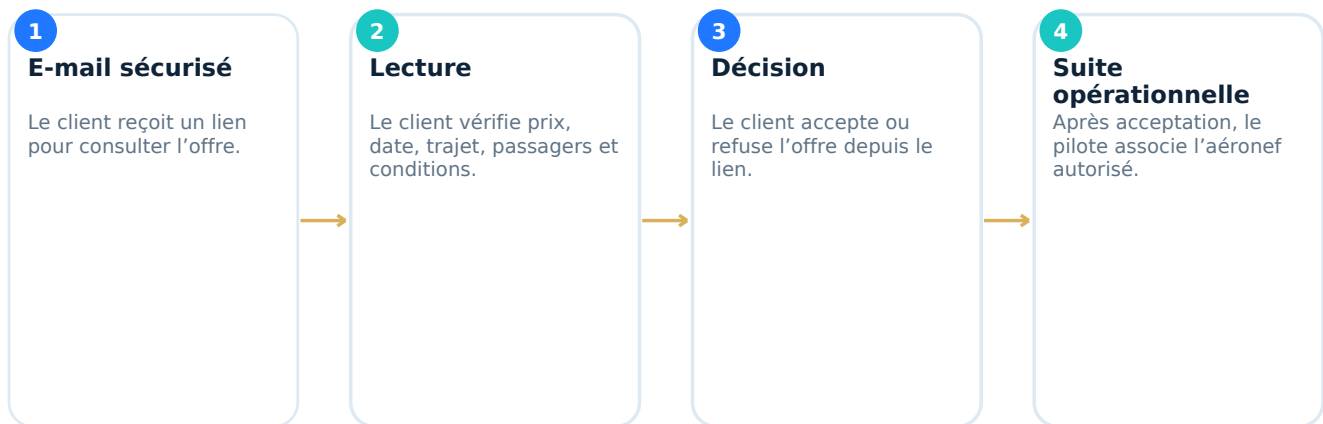 1
E-mail sécurisé
Le client reçoit un lien
pour consulter l’offre.
2
Lecture
Le client vérifie prix,
date, trajet, passagers et
conditions.
3
Décision
Le client accepte ou
refuse l’offre depuis le
lien.
4
Suite
opérationnelle
Après acceptation, le
pilote associe l’aéronef
autorisé.